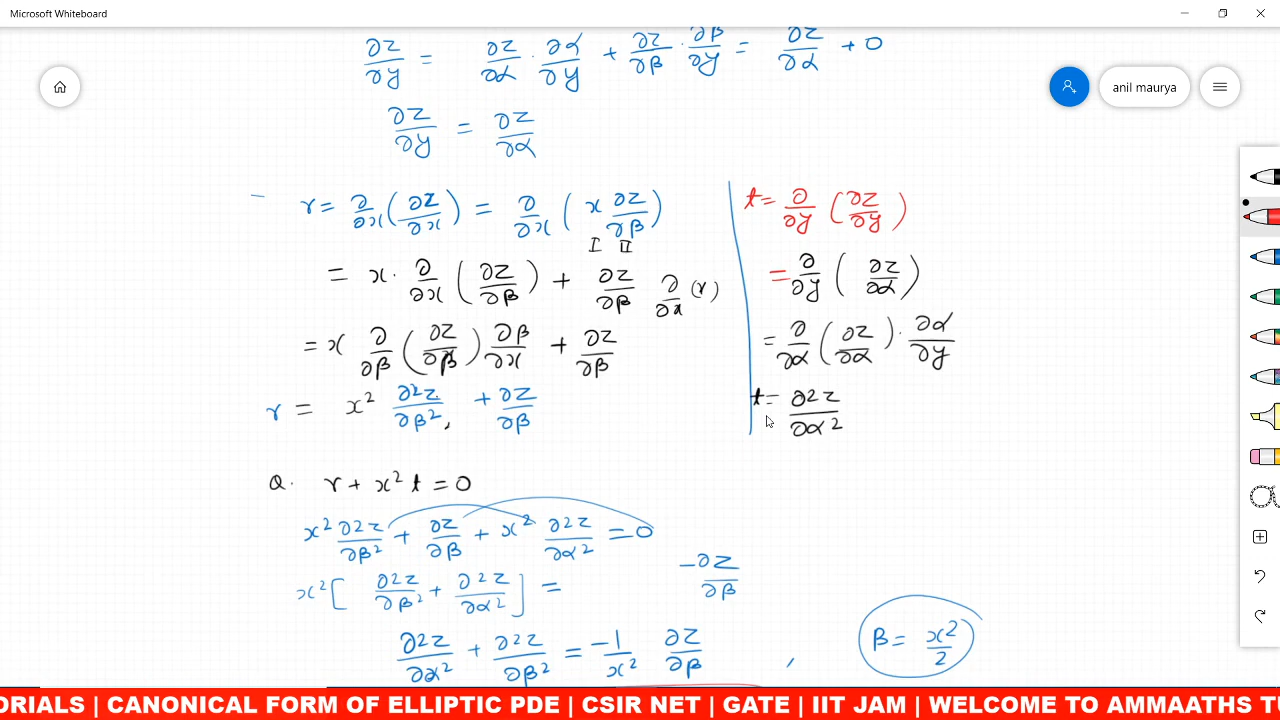 Microsoft Whiteboard
∂z/∂y = ∂z/∂α · ∂α/∂y + ∂z/∂β · ∂β/∂y = ∂z/∂α + 0
anil maurya
∂z/∂y = ∂z/∂α
r = ∂/∂x (∂z/∂x) = ∂/∂x (x ∂z/∂β)
I II
= x · ∂/∂x (∂z/∂β) + ∂z/∂β ∂/∂x (x)
= x ∂/∂β (∂z/∂β) ∂β/∂x + ∂z/∂β
r = x² ∂²z/∂β², + ∂z/∂β
t = ∂/∂y (∂z/∂y)
= ∂/∂y (∂z/∂α)
= ∂/∂α (∂z/∂α) · ∂α/∂y
t = ∂²z/∂α²
Q. r + x² t = 0
x² ∂²z/∂β² + ∂z/∂β + x² ∂²z/∂α² = 0
x² [ ∂²z/∂β² + ∂²z/∂α² ] = -∂z/∂β
∂²z/∂α² + ∂²z/∂β² = -1/x² ∂z/∂β , β = x²/2
ORIALS | CANONICAL FORM OF ELLIPTIC PDE | CSIR NET | GATE | IIT JAM | WELCOME TO AMMAATHS TU